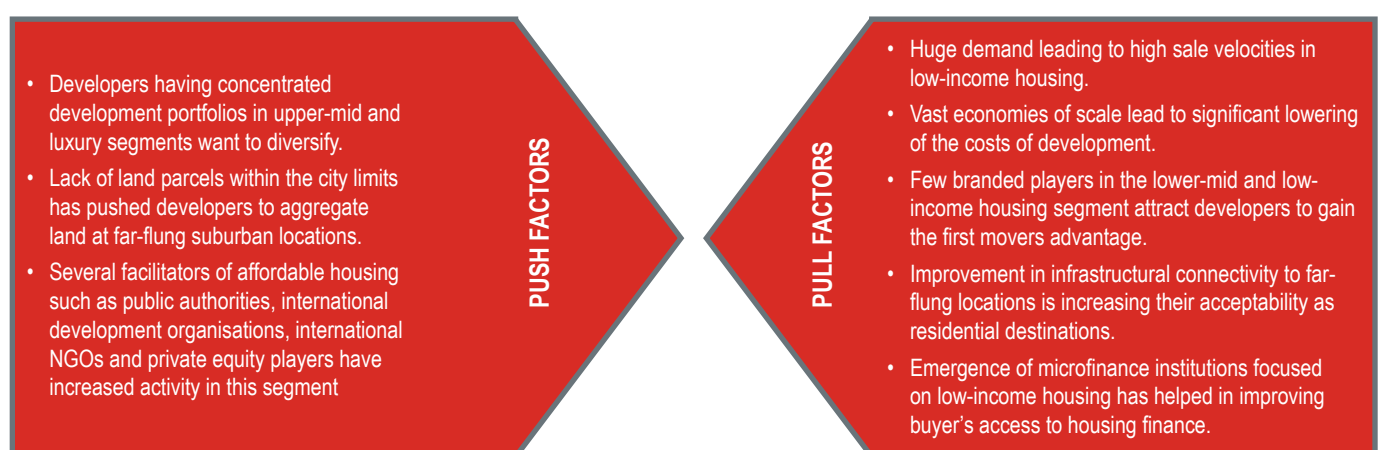 • Developers having concentrated
development portfolios in upper-mid and
luxury segments want to diversify.
• Lack of land parcels within the city limits
has pushed developers to aggregate
land at far-flung suburban locations.
• Several facilitators of affordable housing
such as public authorities, international
development organisations, international
NGOs and private equity players have
increased activity in this segment
PUSH FACTORS
PULL FACTORS
• Huge demand leading to high sale velocities in
low-income housing.
• Vast economies of scale lead to significant lowering
of the costs of development.
• Few branded players in the lower-mid and low-
income housing segment attract developers to gain
the first movers advantage.
• Improvement in infrastructural connectivity to far-
flung locations is increasing their acceptability as
residential destinations.
• Emergence of microfinance institutions focused
on low-income housing has helped in improving
buyer's access to housing finance.